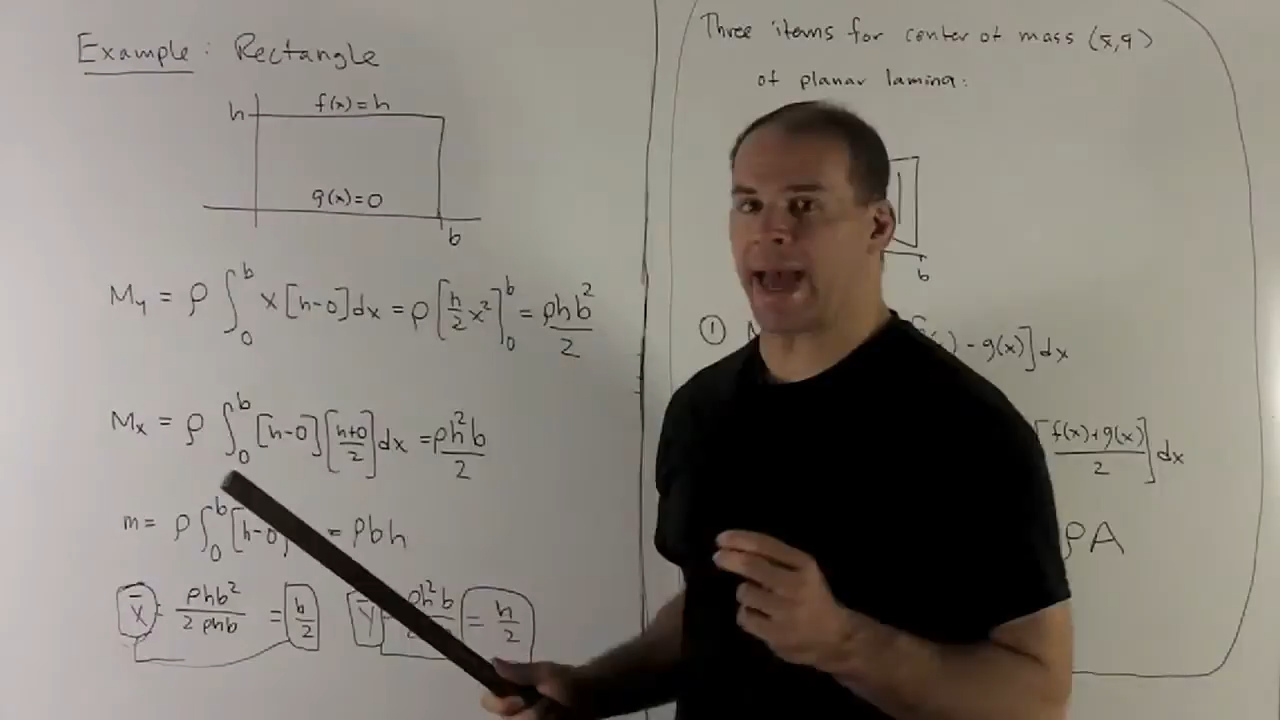 Example: Rectangle
h f(x)=h
g(x)=0
b
My = ρ ∫₀ᵇ x [h-0] dx = ρ [h/2 x²]₀ᵇ = ρhb²/2
Mx = ρ ∫₀ᵇ [h-0] [h+0/2] dx = ρh²b/2
m = ρ ∫₀ᵇ [h-0 = ρbh
x̄ = ρhb²/2ρhb = b/2 ȳ ρh²b/2 = h/2
Three items for center of mass (x̄,ȳ)
of planar lamina:
b
① - g(x)] dx
[f(x)+g(x)/2] dx
ρA